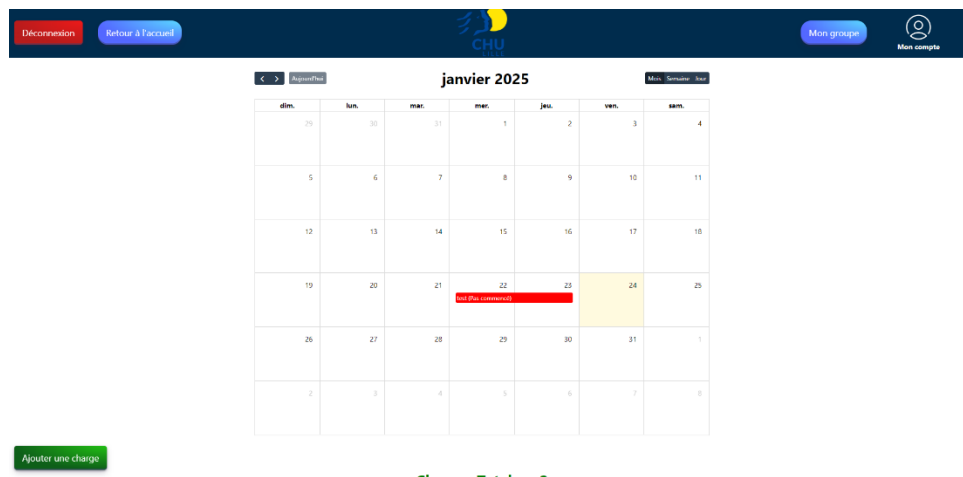 Déconnexion
Retour à l'accueil
CHU
LILLE
Mon groupe
Mon compte
Aujourd'hui
janvier 2025
Mois Semaine Jour
dim. lun. mar. mer. jeu. ven. sam.
29 30 31 1 2 3 4
5 6 7 8 9 10 11
12 13 14 15 16 17 18
19 20 21 22 23 24 25
test (Pas commencé)
26 27 28 29 30 31 1
2 3 4 5 6 7 8
Ajouter une charge